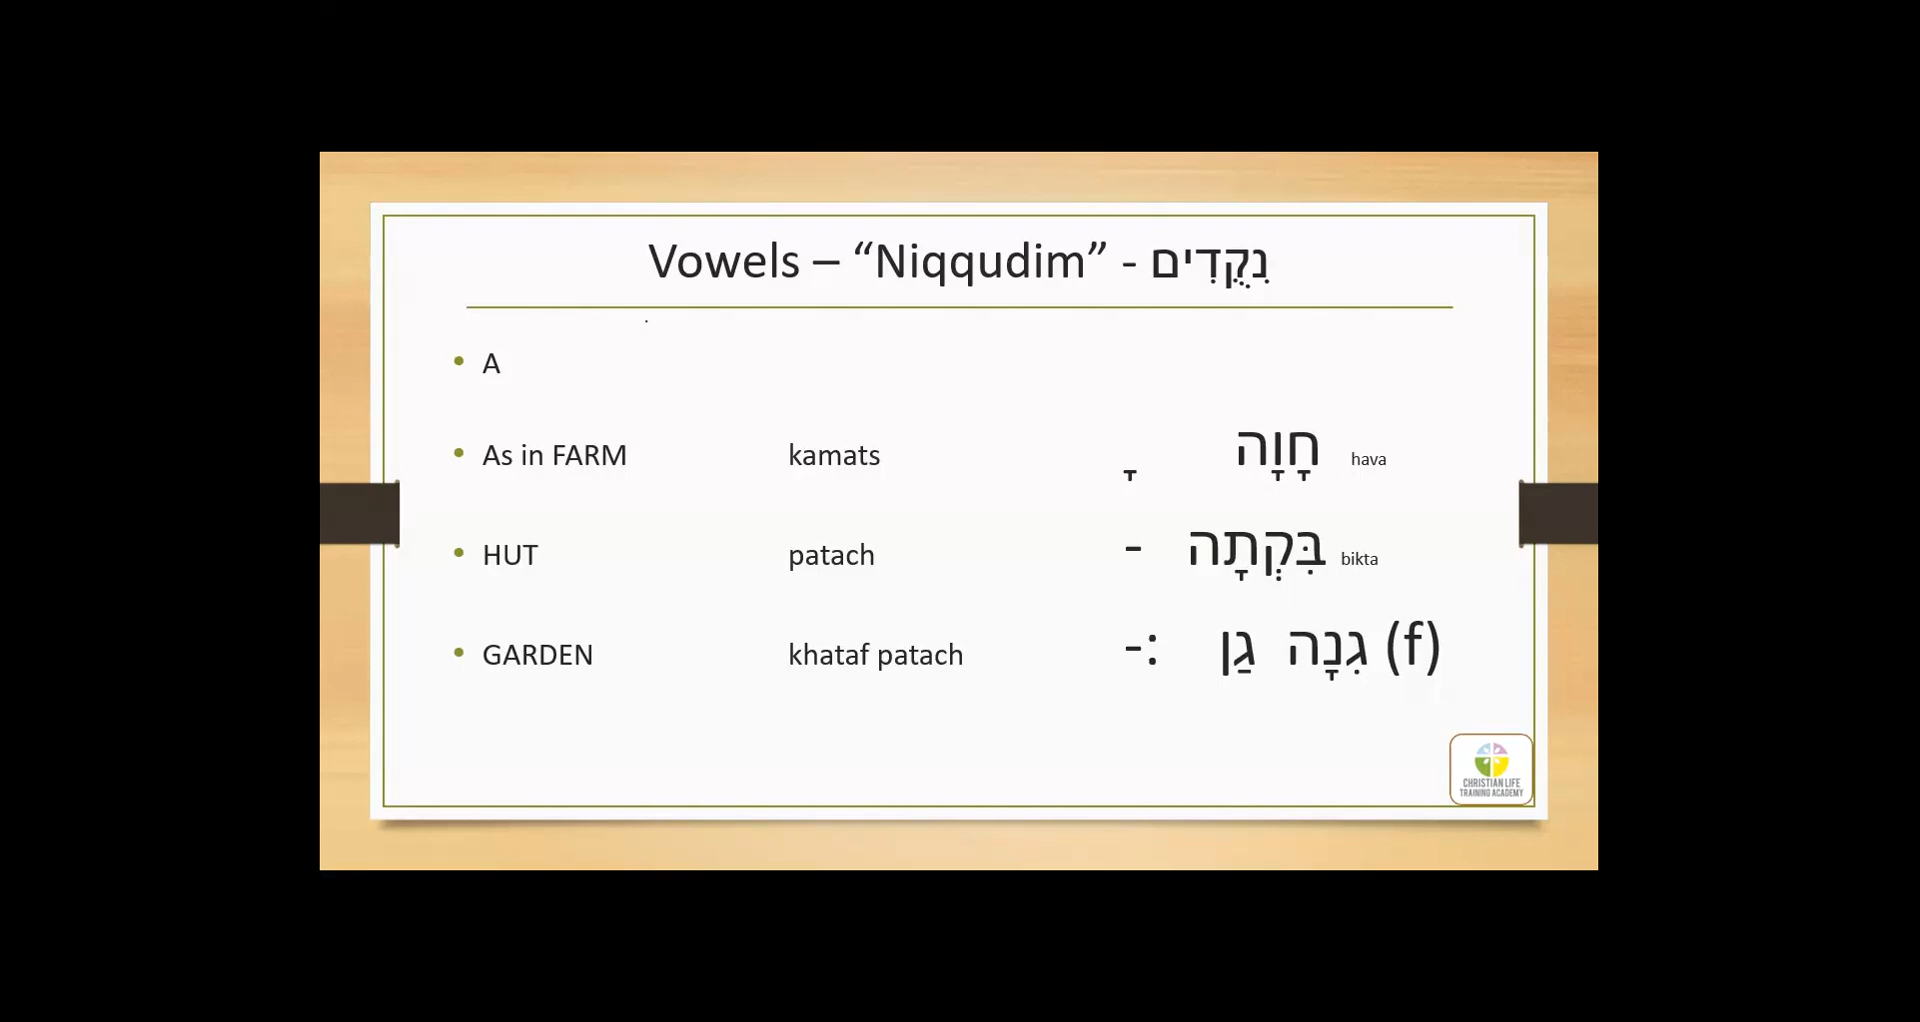 Vowels – “Niqqudim” - נִקֻּדִים
A
As in FARM kamats ָ חָוָה hava
HUT patach - בִּקְתָה bikta
GARDEN khataf patach -: גַן גִנָה (f)
CHRISTIAN LIFE
TRAINING ACADEMY